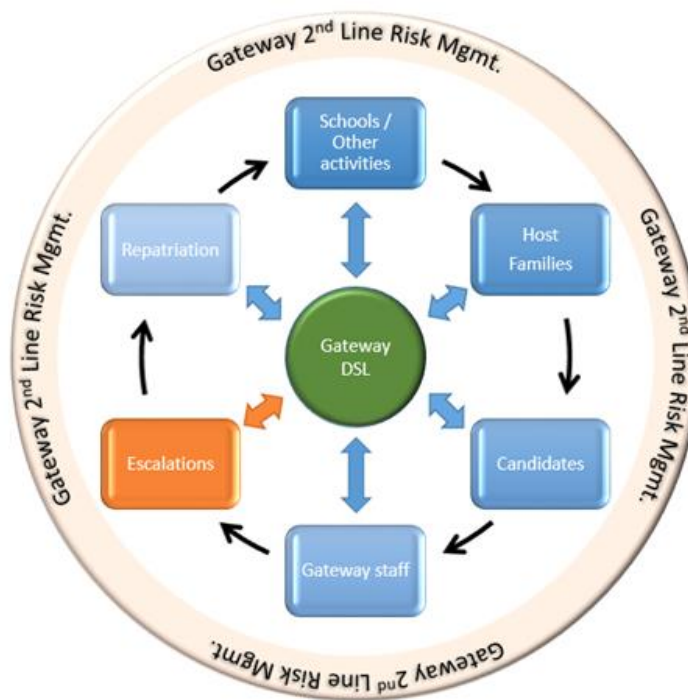 Gateway 2nd Line Risk Mgmt.
Schools /
Other
activities
Repatriation
Host
Families
Gateway 2nd Line Risk Mgmt.
Gateway 2nd Line Risk Mgmt.
Gateway
DSL
Escalations
Candidates
Gateway staff
Gateway 2nd Line Risk Mgmt.